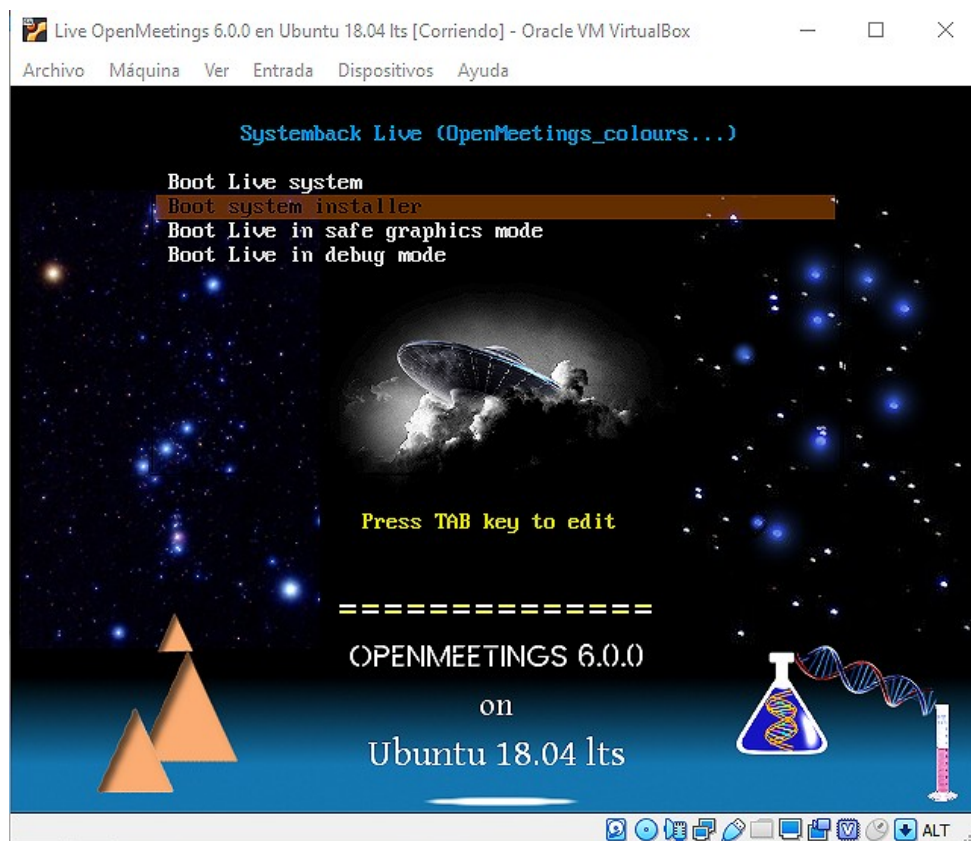 Live OpenMeetings 6.0.0 en Ubuntu 18.04 lts [Corriendo] - Oracle VM VirtualBox
Archivo Máquina Ver Entrada Dispositivos Ayuda
Systemback Live (OpenMeetings_colours...)
Boot Live system
Boot system installer
Boot Live in safe graphics mode
Boot Live in debug mode
Press TAB key to edit
==============
OPENMEETINGS 6.0.0
on
Ubuntu 18.04 lts
ALT